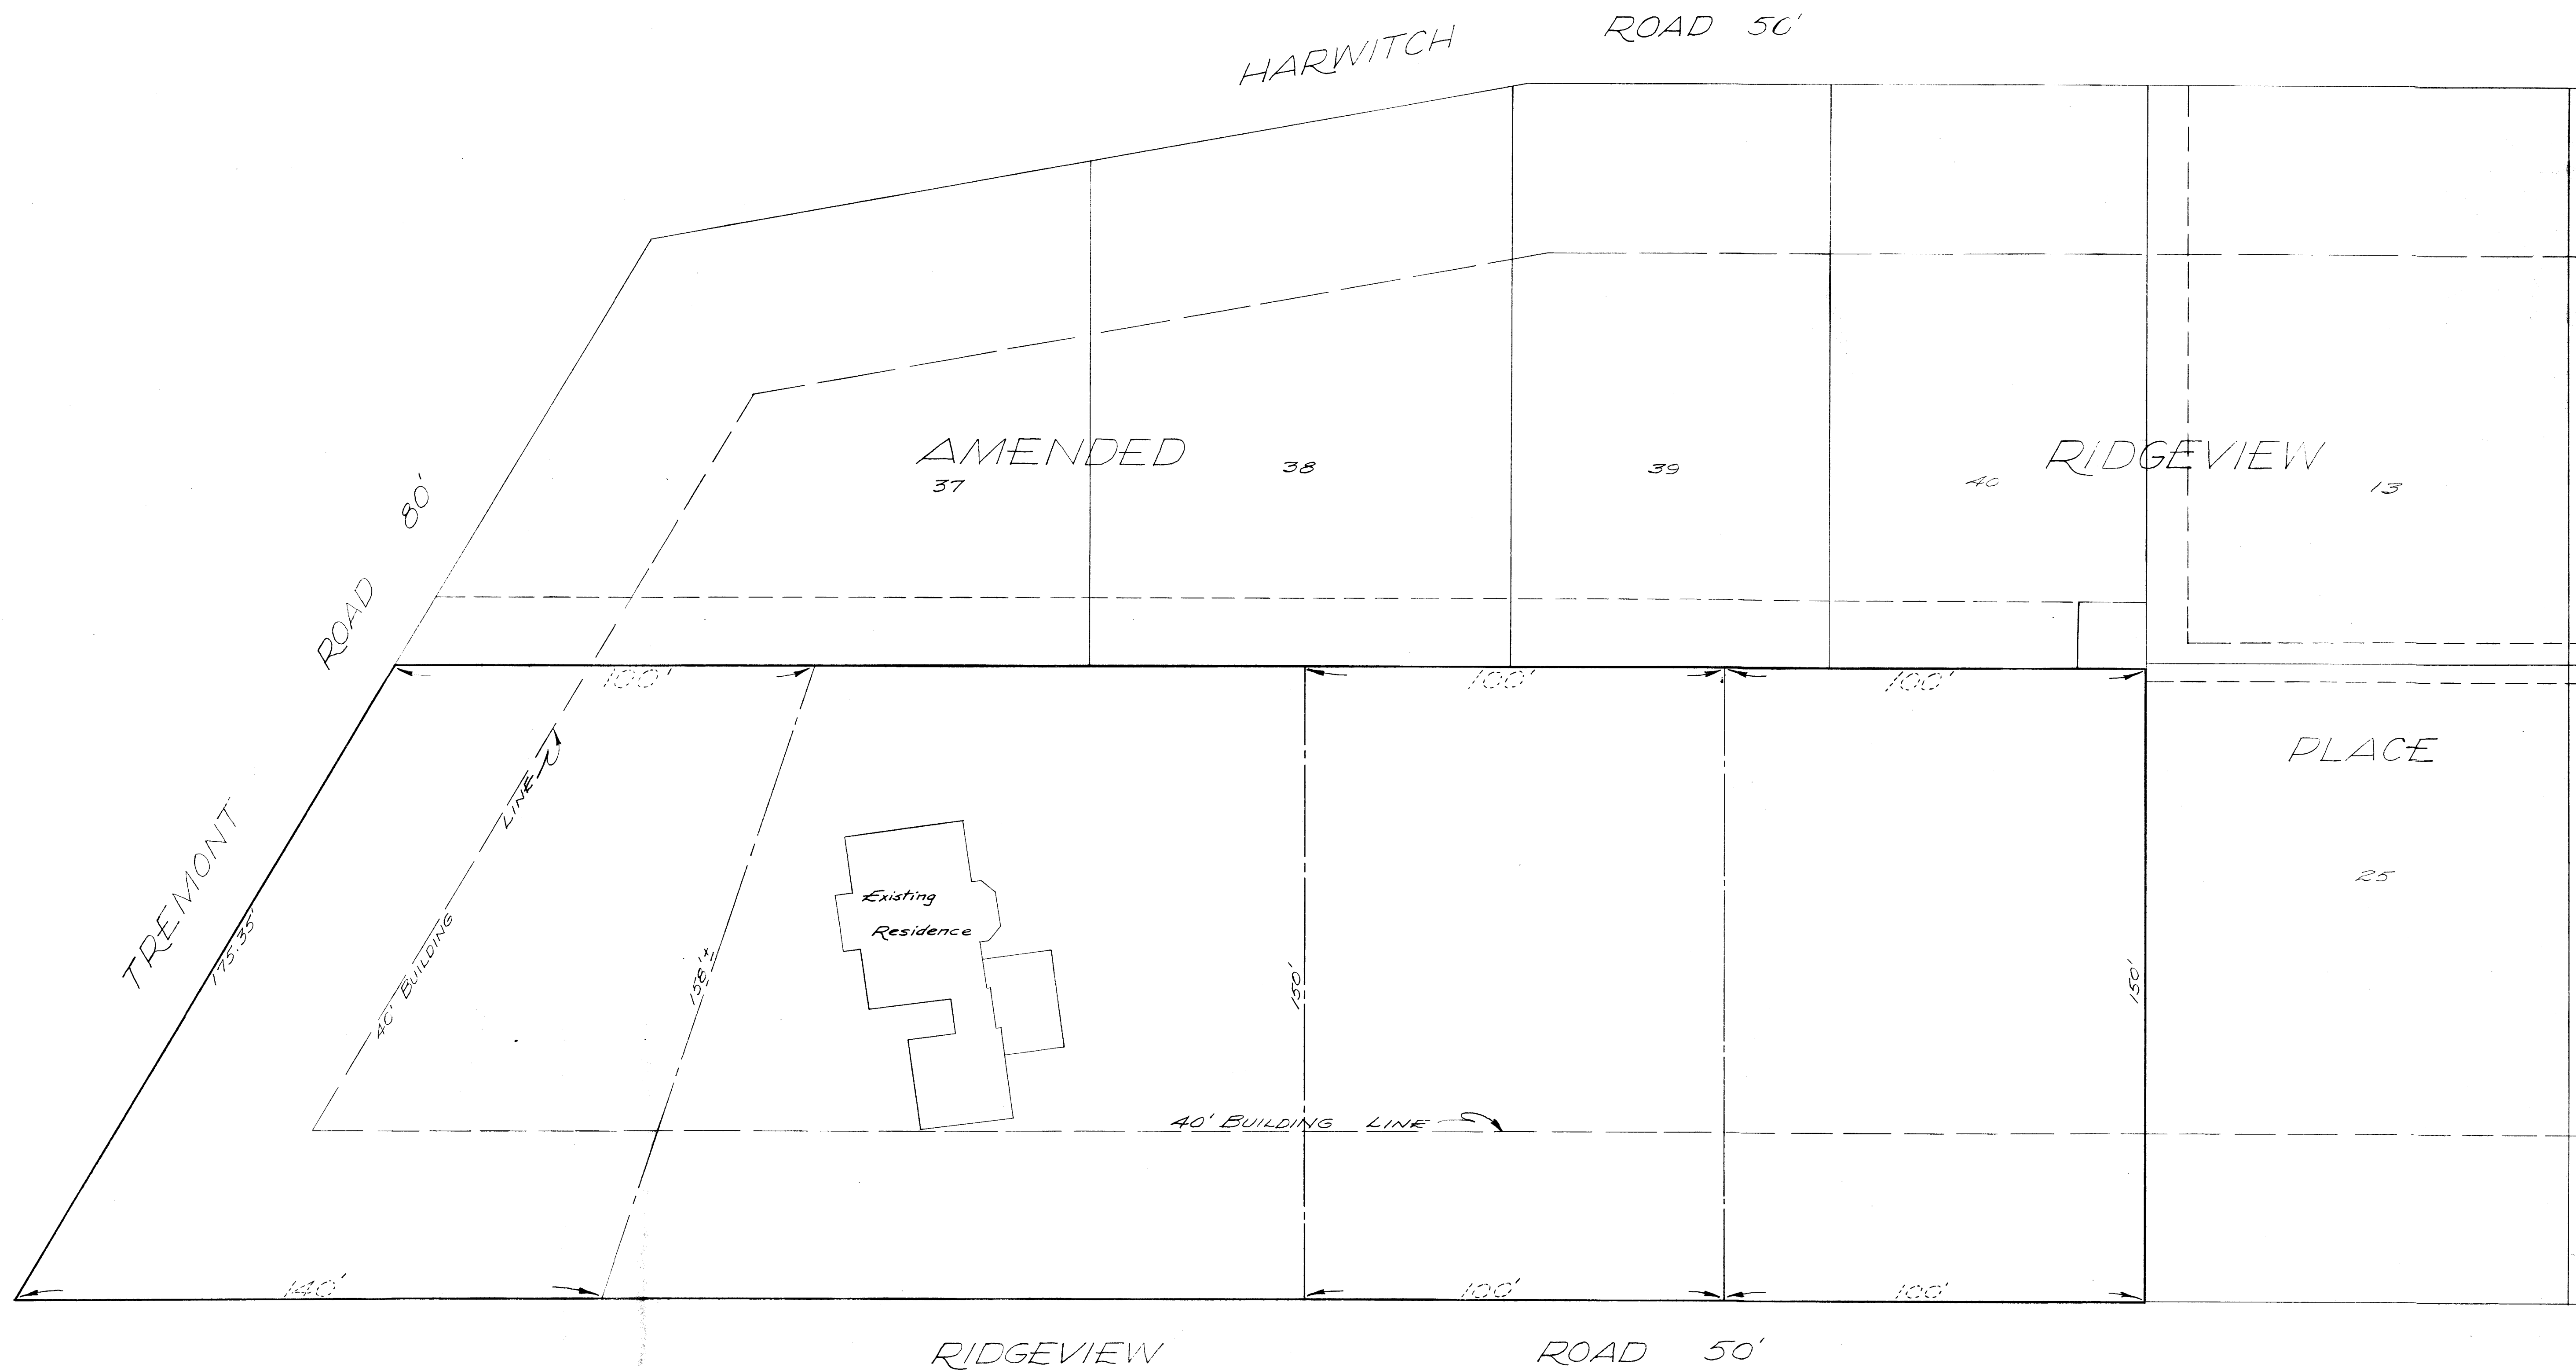 HARWITCH ROAD 50'
TREMONT ROAD 80'
AMENDED RIDGEVIEW
37
38
39
40
13
100'
100'
100'
PLACE
25
175.35'
40' BUILDING LINE
158'±
Existing
Residence
150'
150'
40' BUILDING LINE
140'
100'
100'
RIDGEVIEW ROAD 50'